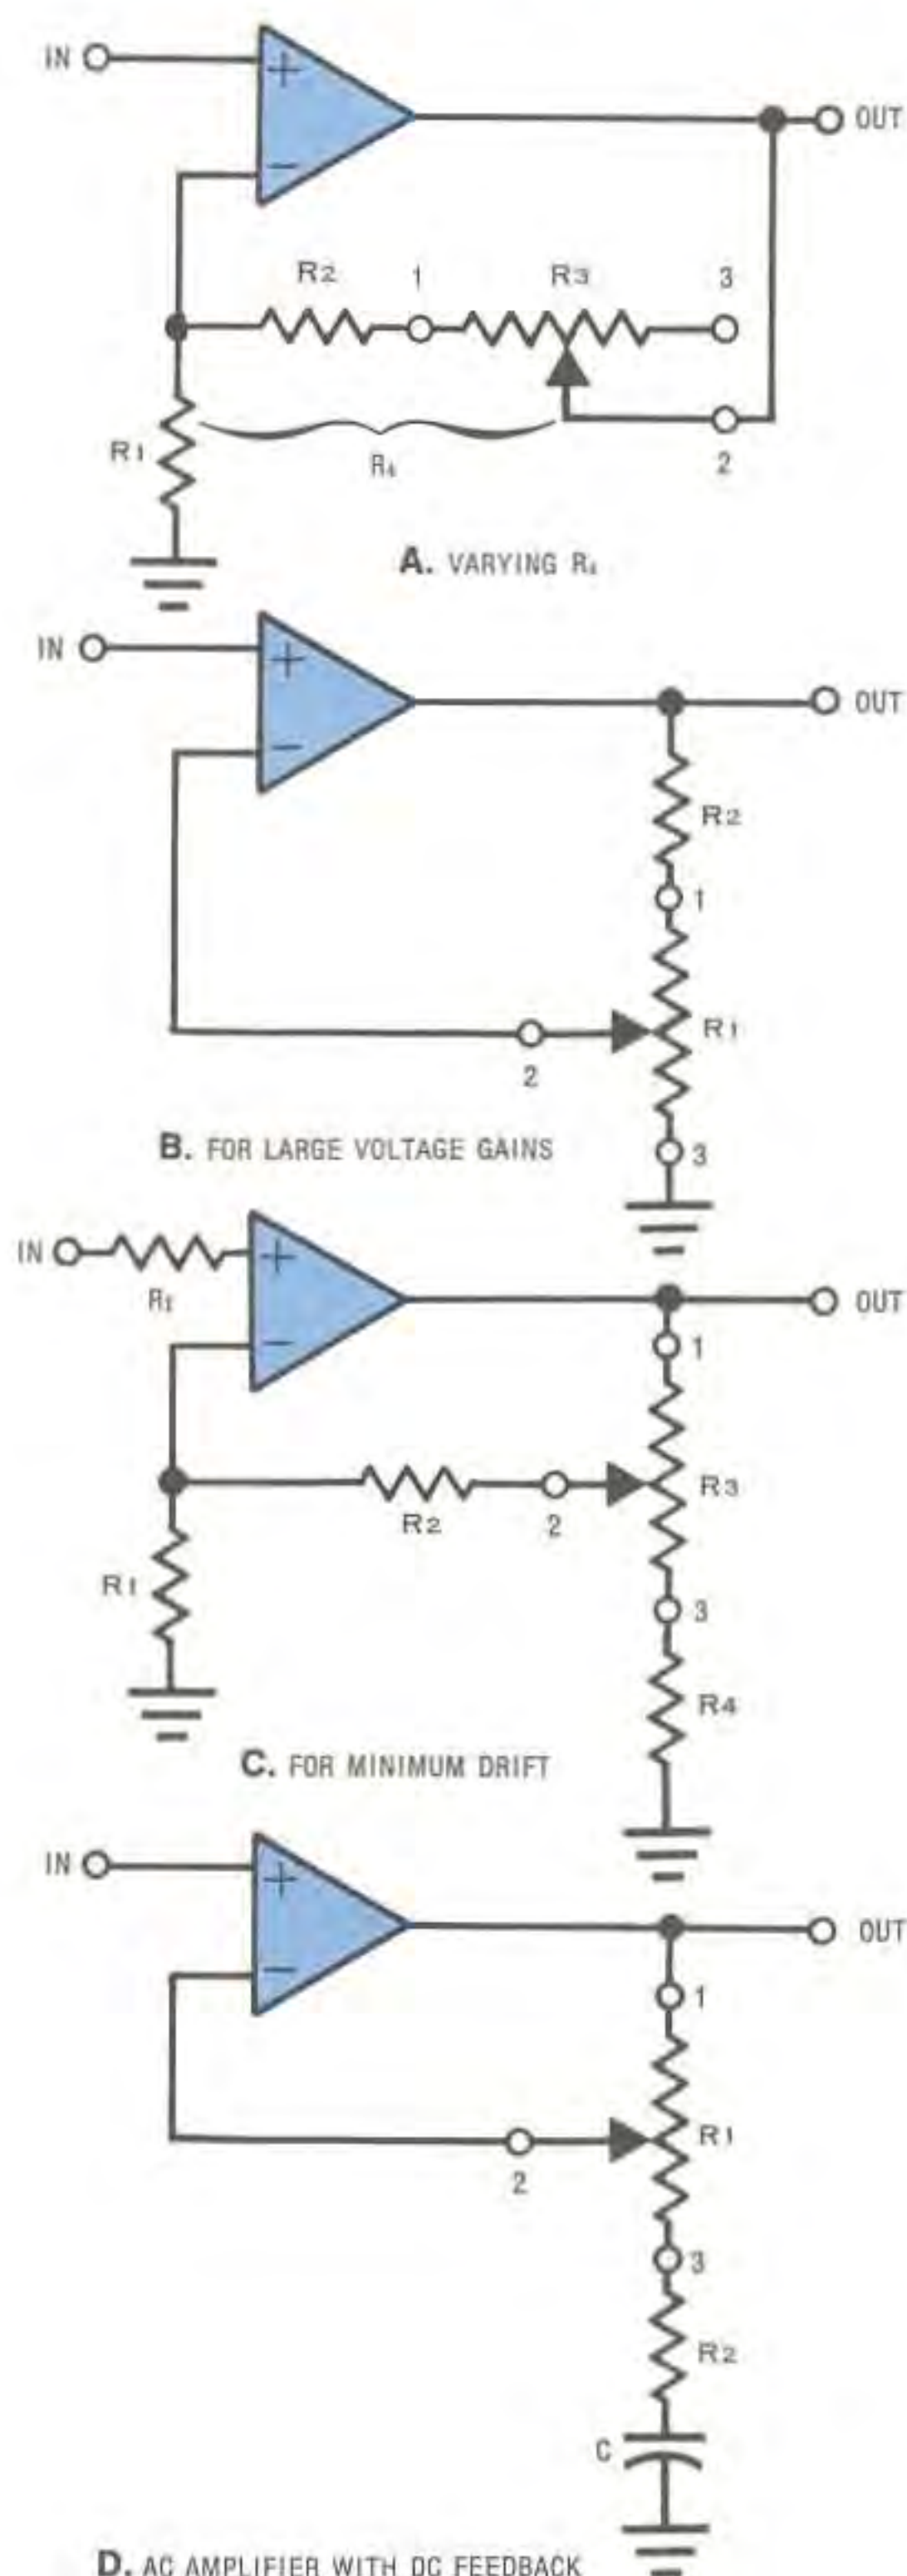 IN
+
OUT
−
R2 1 R3 3
R1
R4
2
A. VARYING R4
IN
+
OUT
−
R2
1
R1
2
B. FOR LARGE VOLTAGE GAINS
3
IN
+
OUT
1
−
R3
R2 2
R1
3
R4
C. FOR MINIMUM DRIFT
IN
+
OUT
−
1
R1
2
3
R2
C
D. AC AMPLIFIER WITH DC FEEDBACK